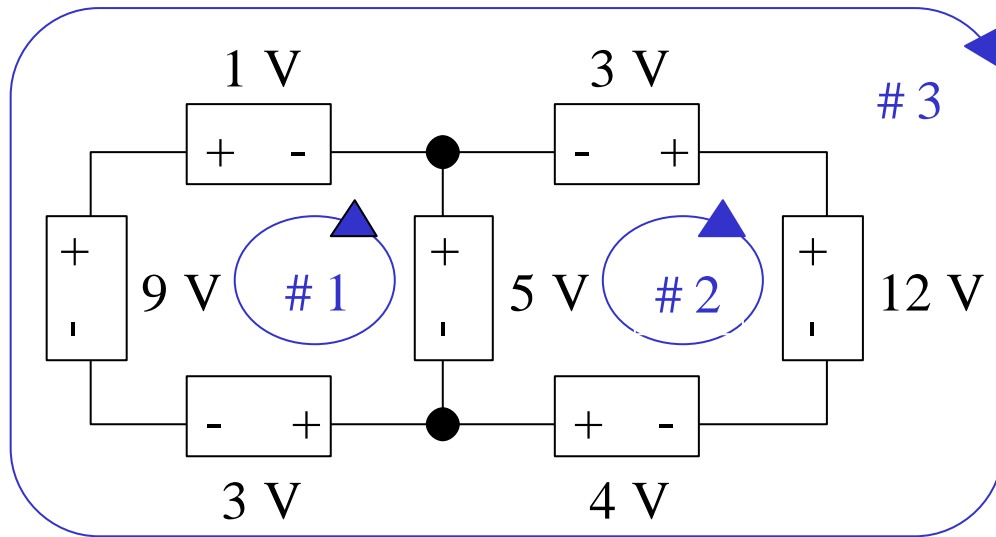 1 V
3 V
# 3
+ -
- +
+
+
+
9 V
# 1
5 V
# 2
12 V
-
-
-
- +
+ -
3 V
4 V